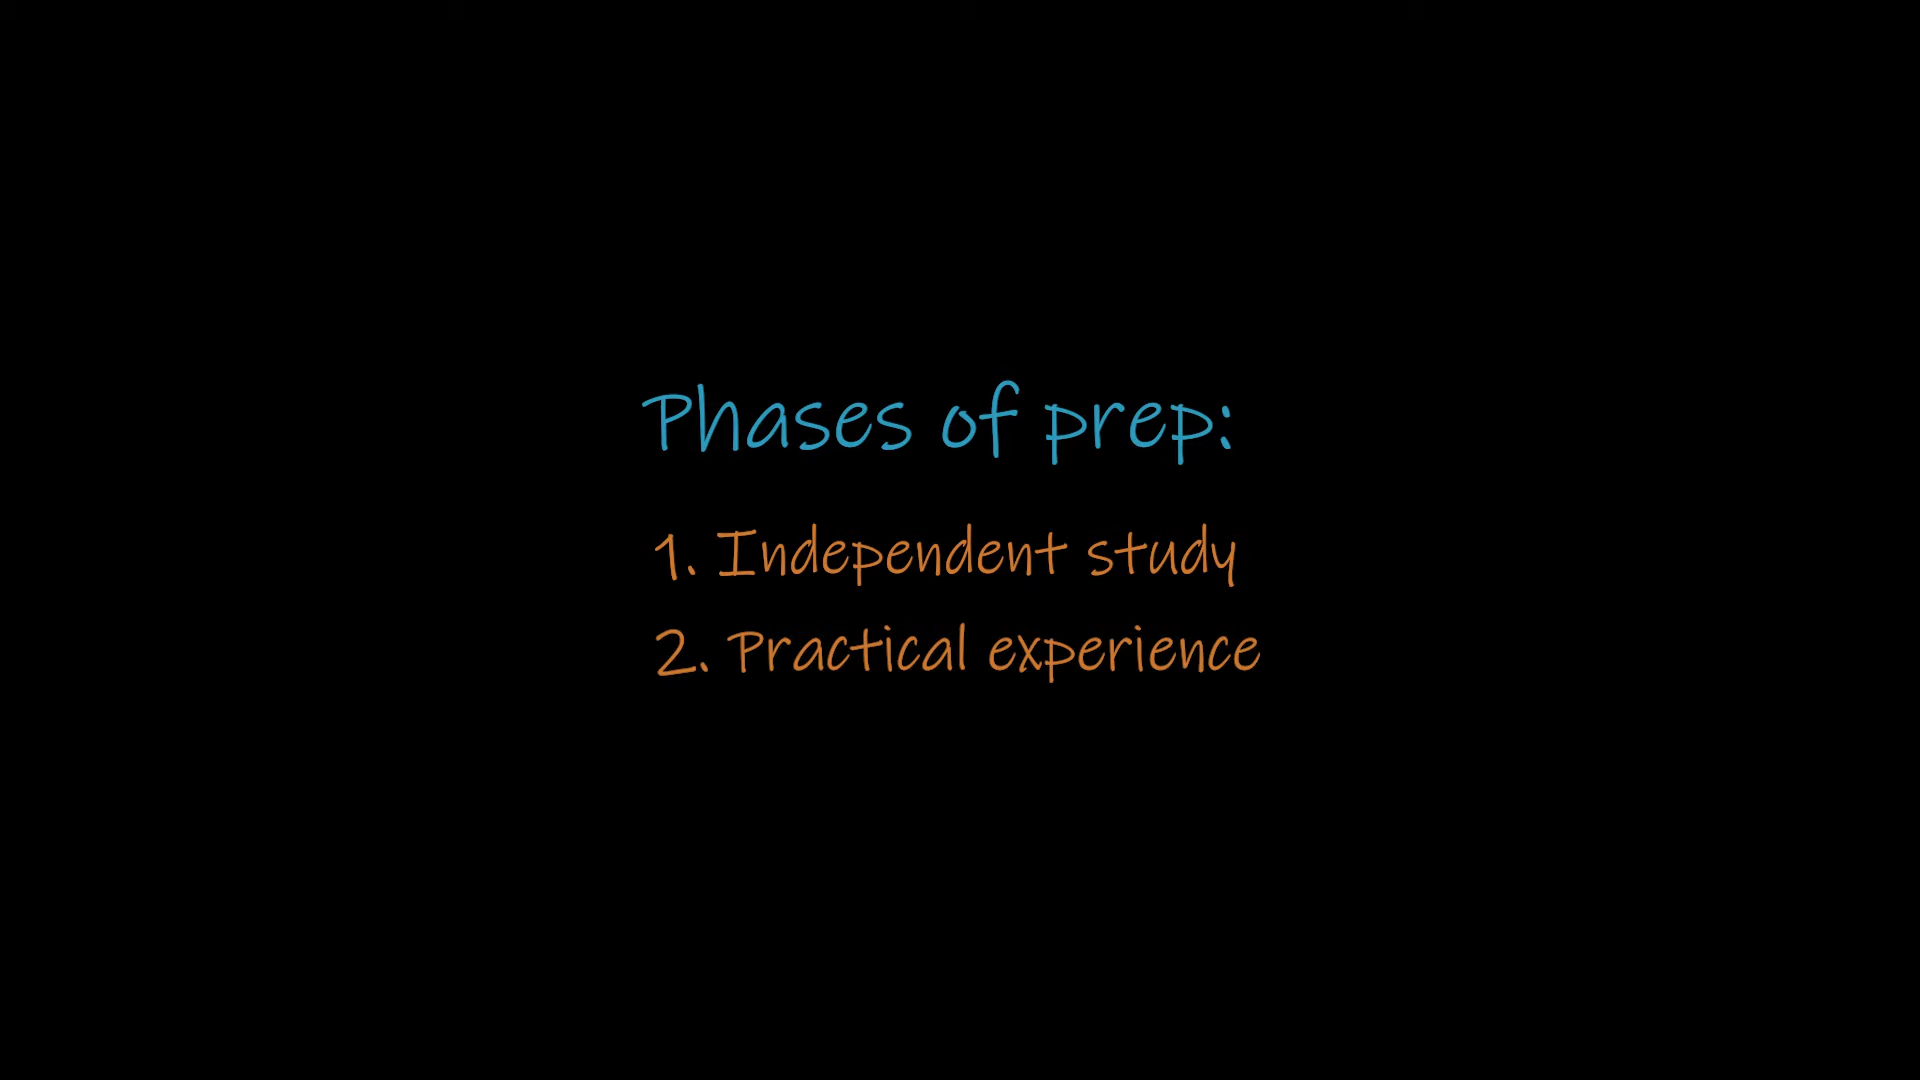 Phases of prep:
1. Independent study
2. Practical experience